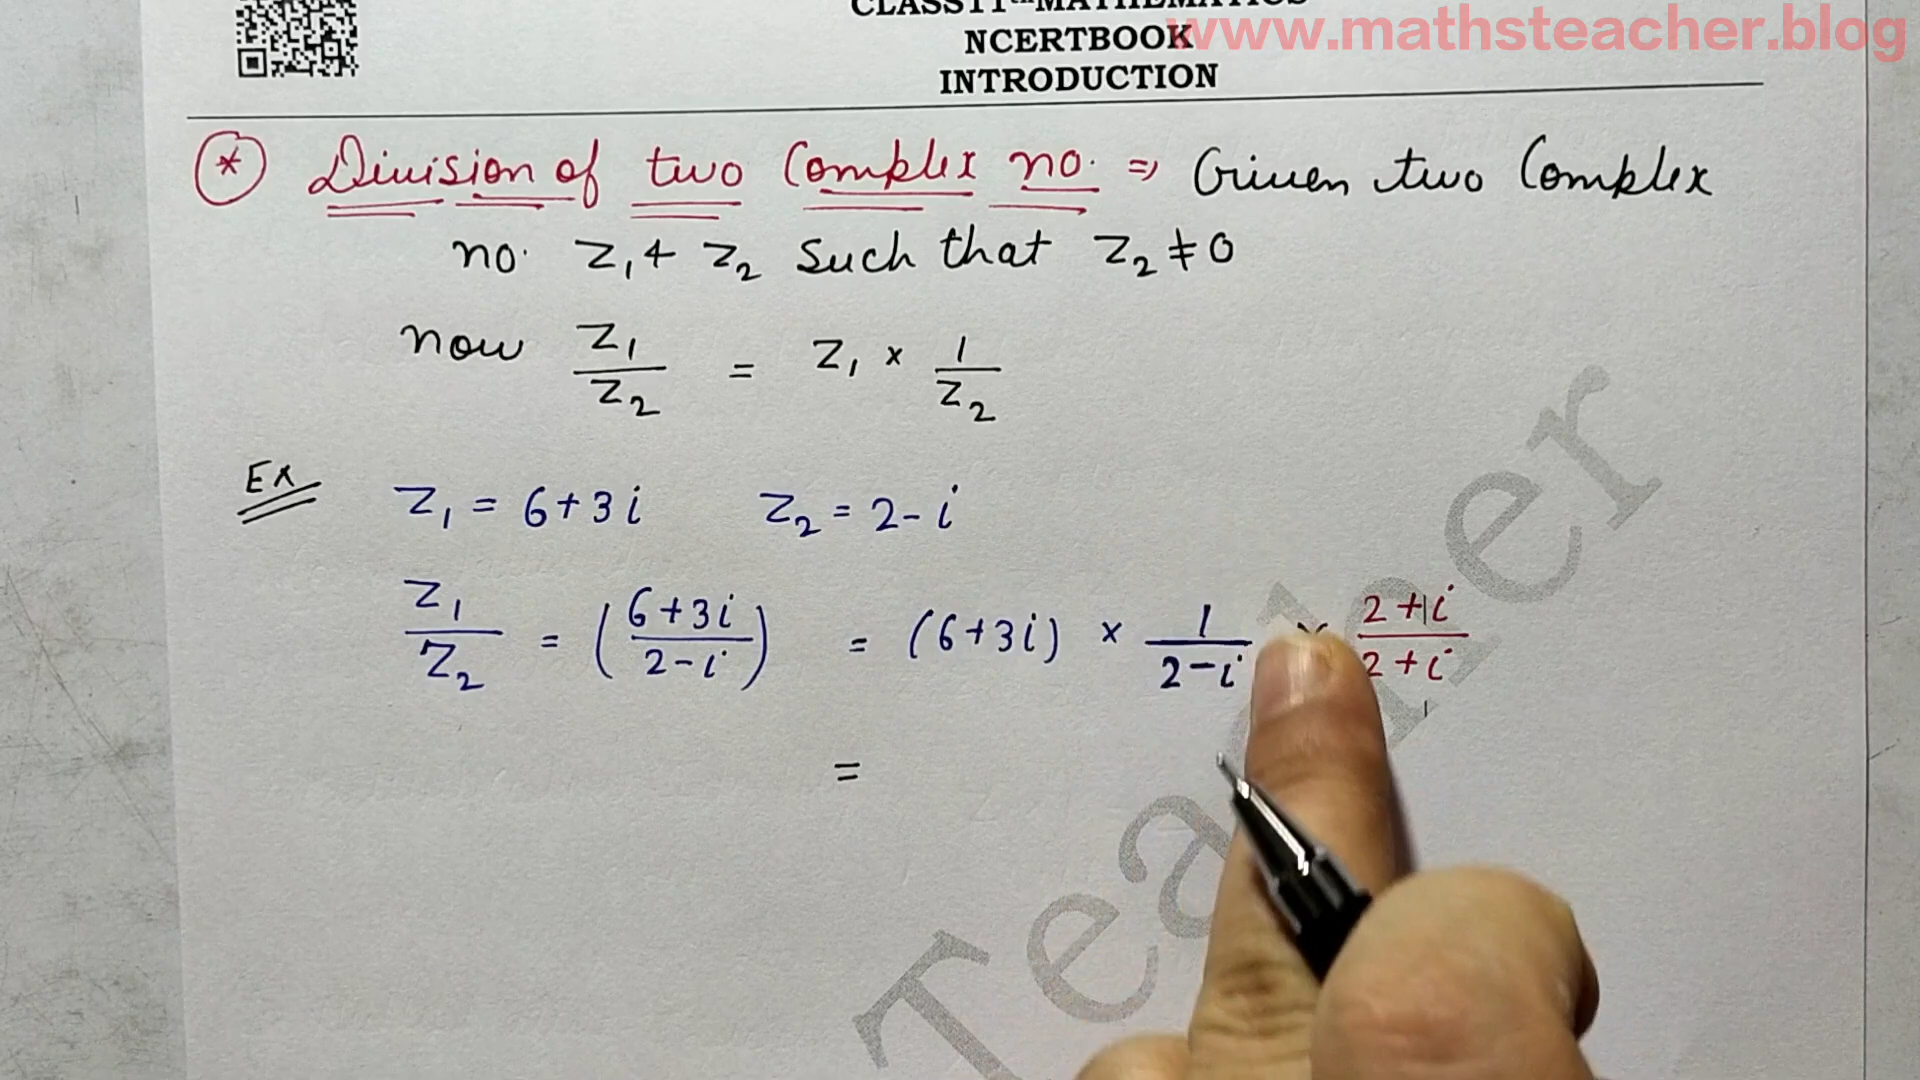 CLASS11ᵗʰMATHEMATICS
www.mathsteacher.blog
NCERTBOOK
INTRODUCTION
* Division of two Complex no. ⇒ Given two Complex
no. Z₁ & Z₂ such that Z₂ ≠ 0
now Z₁/Z₂ = Z₁ × 1/Z₂
EX Z₁ = 6+3i Z₂ = 2-i
Z₁/Z₂ = (6+3i/2-i) = (6+3i) × 1/2-i × 2+i/2+i
=
Teacher